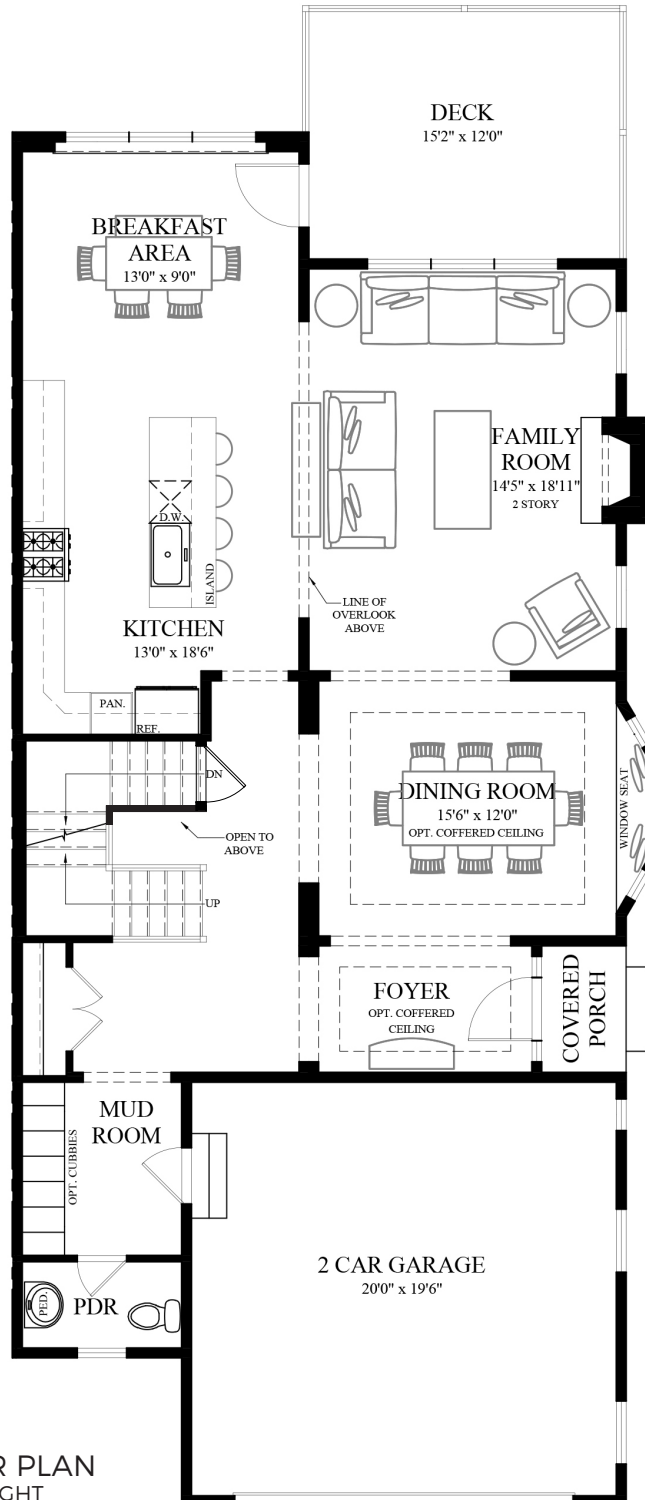 DECK
15'2" x 12'0"
BREAKFAST
AREA
13'0" x 9'0"
FAMILY
ROOM
14'5" x 18'11"
2 STORY
D.W.
ISLAND
LINE OF
OVERLOOK
ABOVE
KITCHEN
13'0" x 18'6"
PAN.
REF.
DN
OPEN TO
ABOVE
UP
DINING ROOM
15'6" x 12'0"
OPT. COFFERED CEILING
WINDOW SEAT
FOYER
OPT. COFFERED
CEILING
COVERED
PORCH
MUD
ROOM
OPT. CUBBIES
2 CAR GARAGE
20'0" x 19'6"
PED.
PDR
R PLAN
GHT